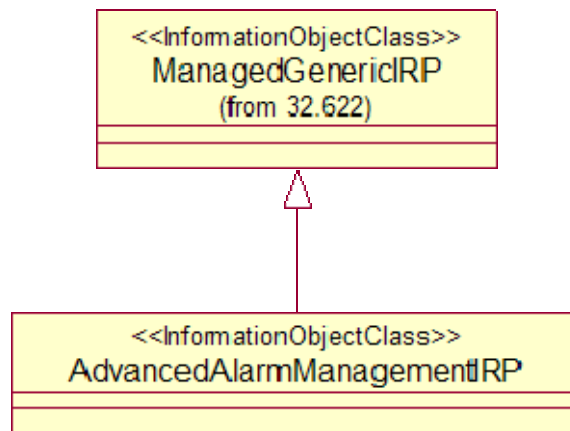 <<InformationObjectClass>>
ManagedGenericIRP
(from 32.622)
<<InformationObjectClass>>
AdvancedAlarmManagementIRP